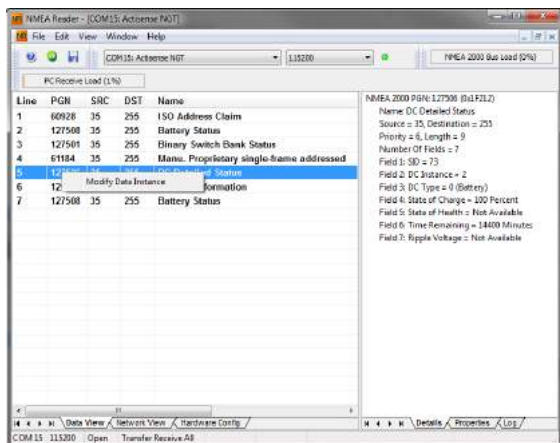 NMEA Reader - [COM15: Actisense NGT]
File Edit View Window Help
COM15: Actisense NGT
115200
NMEA 2000 Bus Load (0%)
PC Receive Load (1%)
Line PGN SRC DST Name
1 60928 35 255 ISO Address Claim
2 127508 35 255 Battery Status
3 127501 35 255 Binary Switch Bank Status
4 61184 35 255 Manu. Proprietary single-frame addressed
5 DC Detailed Status
Modify Data Instance
6 12 formation
7 127508 35 255 Battery Status
NMEA 2000 PGN: 127506 (0x1F212)
Name: DC Detailed Status
Source = 35, Destination = 255
Priority = 6, Length = 9
Number Of Fields = 7
Field 1: SID = 73
Field 2: DC Instance = 2
Field 3: DC Type = 0 (Battery)
Field 4: State of Charge = 100 Percent
Field 5: State of Health = Not Available
Field 6: Time Remaining = 14400 Minutes
Field 7: Ripple Voltage = Not Available
Data View Network View Hardware Config
Details Properties Log
COM 15 115200 Open Transfer Receive All